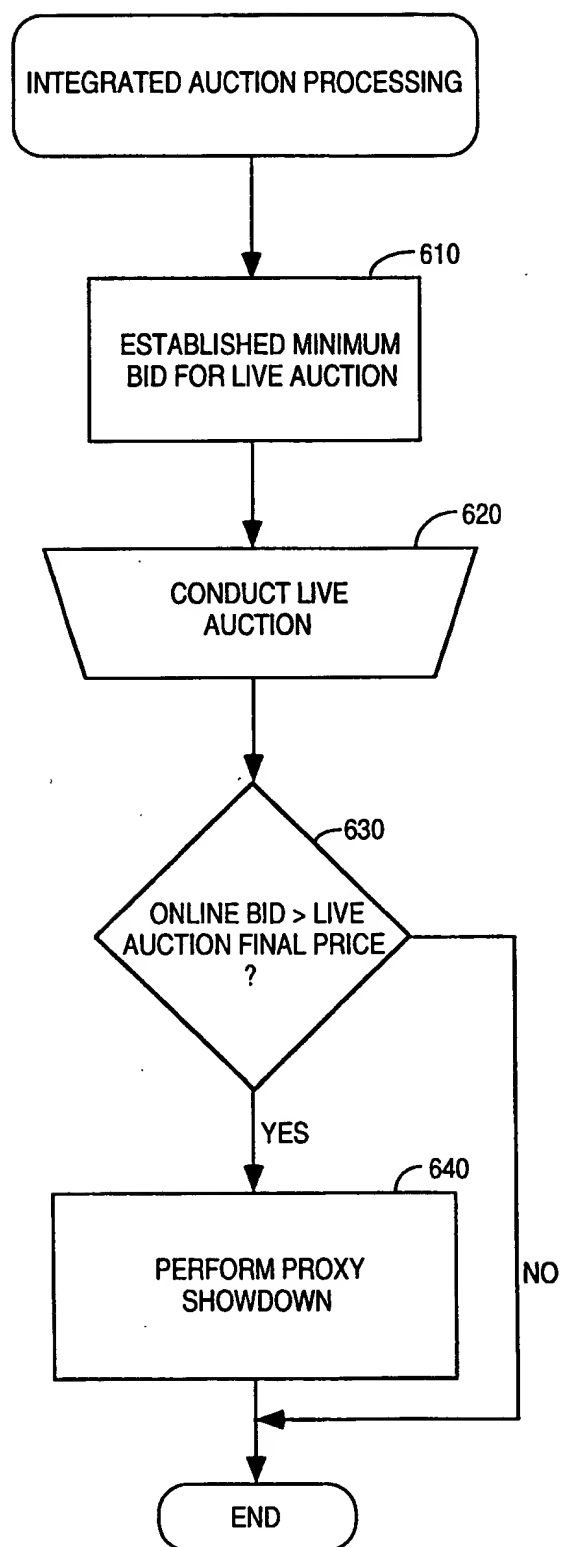 INTEGRATED AUCTION PROCESSING
610
ESTABLISHED MINIMUM
BID FOR LIVE AUCTION
620
CONDUCT LIVE
AUCTION
630
ONLINE BID > LIVE
AUCTION FINAL PRICE
?
YES
640
PERFORM PROXY
SHOWDOWN
NO
END